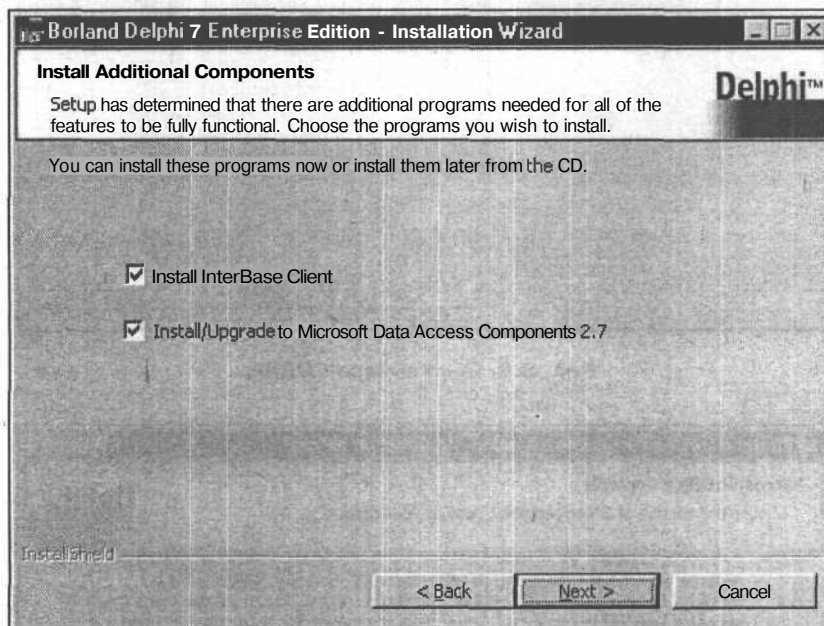 Borland Delphi 7 Enterprise Edition - Installation Wizard
Install Additional Components
Delphi™
Setup has determined that there are additional programs needed for all of the
features to be fully functional. Choose the programs you wish to install.
You can install these programs now or install them later from the CD.
Install InterBase Client
Install/Upgrade to Microsoft Data Access Components 2.7
InstallShield
< Back
Next >
Cancel